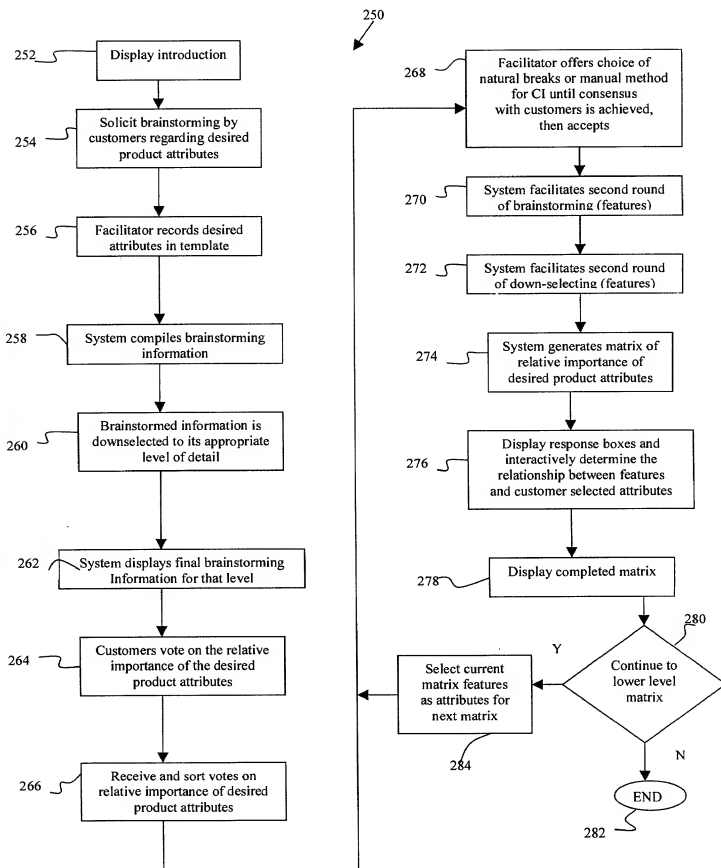 250
252
Display introduction
254
Solicit brainstorming by
customers regarding desired
product attributes
256
Facilitator records desired
attributes in template
258
System compiles brainstorming
information
260
Brainstormed information is
downselected to its appropriate
level of detail
262
System displays final brainstorming
Information for that level
264
Customers vote on the relative
importance of the desired
product attributes
266
Receive and sort votes on
relative importance of desired
product attributes
268
Facilitator offers choice of
natural breaks or manual method
for CI until consensus
with customers is achieved,
then accepts
270
System facilitates second round
of brainstorming (features)
272
System facilitates second round
of down-selecting (features)
274
System generates matrix of
relative importance of
desired product attributes
276
Display response boxes and
interactively determine the
relationship between features
and customer selected attributes
278
Display completed matrix
280
Continue to
lower level
matrix
Y
Select current
matrix features
as attributes for
next matrix
284
N
END
282